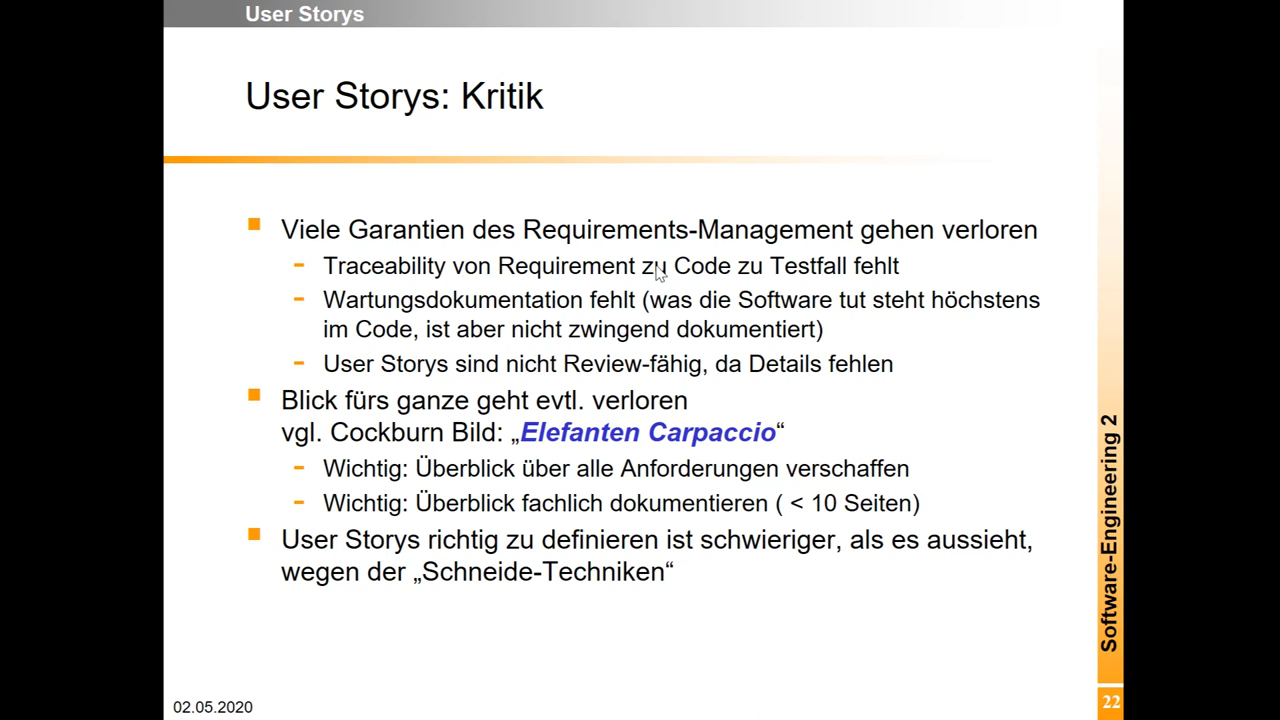 User Storys
User Storys: Kritik
Viele Garantien des Requirements-Management gehen verloren
- Traceability von Requirement zu Code zu Testfall fehlt
- Wartungsdokumentation fehlt (was die Software tut steht höchstens
im Code, ist aber nicht zwingend dokumentiert)
- User Storys sind nicht Review-fähig, da Details fehlen
Blick fürs ganze geht evtl. verloren
vgl. Cockburn Bild: „Elefanten Carpaccio“
- Wichtig: Überblick über alle Anforderungen verschaffen
- Wichtig: Überblick fachlich dokumentieren ( < 10 Seiten)
User Storys richtig zu definieren ist schwieriger, als es aussieht,
wegen der „Schneide-Techniken“
Software-Engineering 2
02.05.2020
22